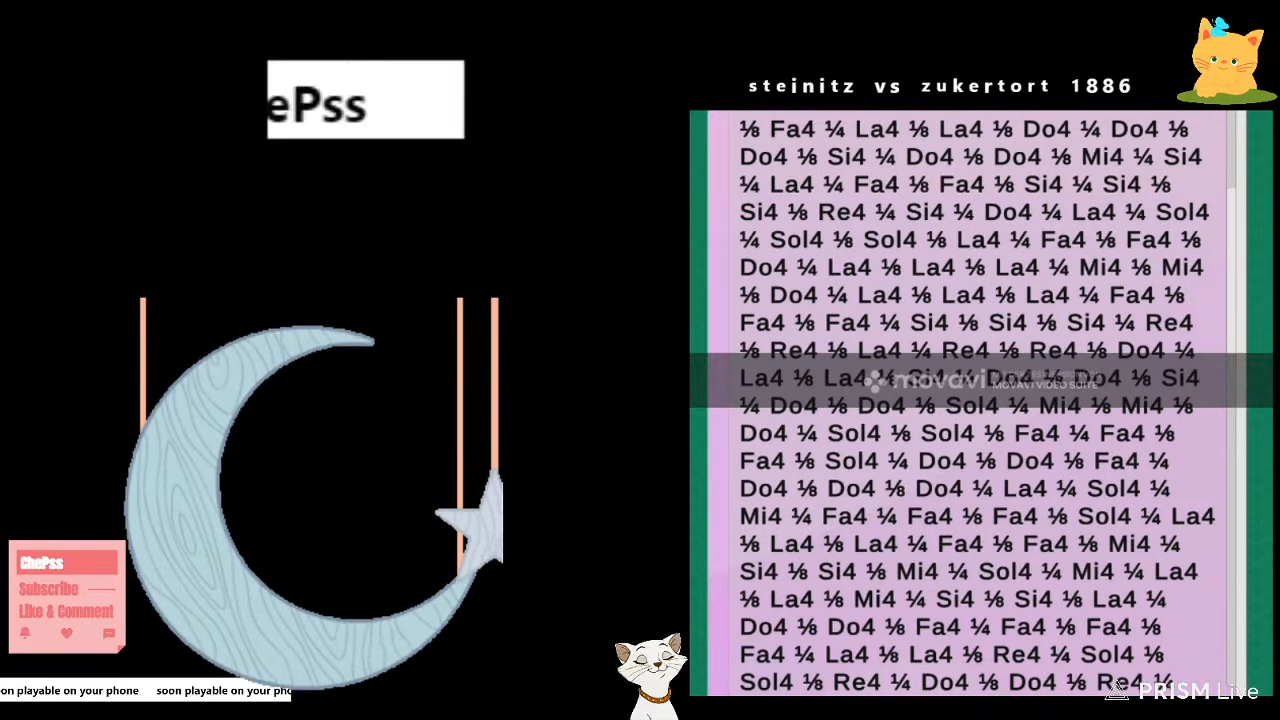 ePss
steinitz vs zukertort 1886
⅛ Fa4 ¼ La4 ⅛ La4 ⅛ Do4 ¼ Do4 ⅛
Do4 ⅛ Si4 ¼ Do4 ⅛ Do4 ⅛ Mi4 ¼ Si4
¼ La4 ¼ Fa4 ⅛ Fa4 ⅛ Si4 ¼ Si4 ⅛
Si4 ⅛ Re4 ¼ Si4 ¼ Do4 ¼ La4 ¼ Sol4
¼ Sol4 ⅛ Sol4 ⅛ La4 ¼ Fa4 ⅛ Fa4 ⅛
Do4 ¼ La4 ⅛ La4 ⅛ La4 ¼ Mi4 ⅛ Mi4
⅛ Do4 ¼ La4 ⅛ La4 ⅛ La4 ¼ Fa4 ⅛
Fa4 ⅛ Fa4 ¼ Si4 ⅛ Si4 ⅛ Si4 ¼ Re4
⅛ Re4 ⅛ La4 ¼ Re4 ⅛ Re4 ⅛ Do4 ¼
La4 ⅛ La4 ⅛ Si4 Do4 ⅛ Si4
movavi
MOVAVI VIDEO SUITE
¼ Do4 ⅛ Do4 ⅛ Sol4 ¼ Mi4 ⅛ Mi4 ⅛
Do4 ¼ Sol4 ⅛ Sol4 ⅛ Fa4 ¼ Fa4 ⅛
Fa4 ⅛ Sol4 ¼ Do4 ⅛ Do4 ⅛ Fa4 ¼
Do4 ⅛ Do4 ⅛ Do4 ¼ La4 ¼ Sol4 ¼
Mi4 ¼ Fa4 ¼ Fa4 ⅛ Fa4 ⅛ Sol4 ¼ La4
⅛ La4 ⅛ La4 ¼ Fa4 ⅛ Fa4 ⅛ Mi4 ¼
Si4 ⅛ Si4 ⅛ Mi4 ¼ Sol4 ¼ Mi4 ¼ La4
⅛ La4 ⅛ Mi4 ¼ Si4 ⅛ Si4 ⅛ La4 ¼
Do4 ⅛ Do4 ⅛ Fa4 ¼ Fa4 ⅛ Fa4 ⅛
Fa4 ¼ La4 ⅛ La4 ⅛ Re4 ¼ Sol4 ⅛
Sol4 ⅛ Re4 ¼ Do4 ⅛ Do4 ⅛ Re4 ¼
PRISM Live
ChePss
Subscribe
Like & Comment
on playable on your phone soon playable on your pho